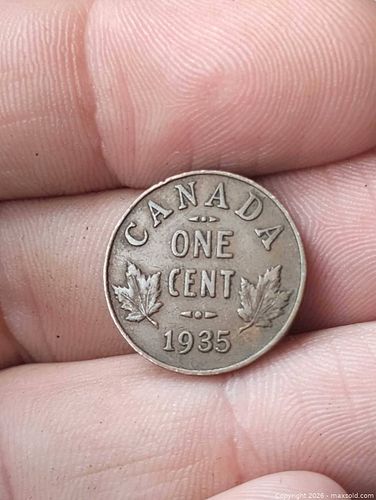 CANADA
ONE
CENT
1935
Copyright 2026 - maxsold.com